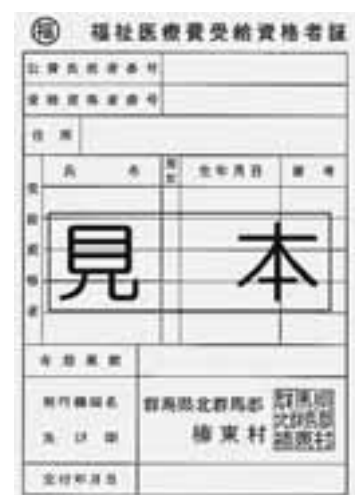 福 福祉医療費受給資格者証
公費負担者番号
受給資格者番号
住所
受給資格者
氏名 性別 生年月日 備考
見本
有効期間
発行機関名
及び印
群馬県北群馬郡
榛東村
交付年月日